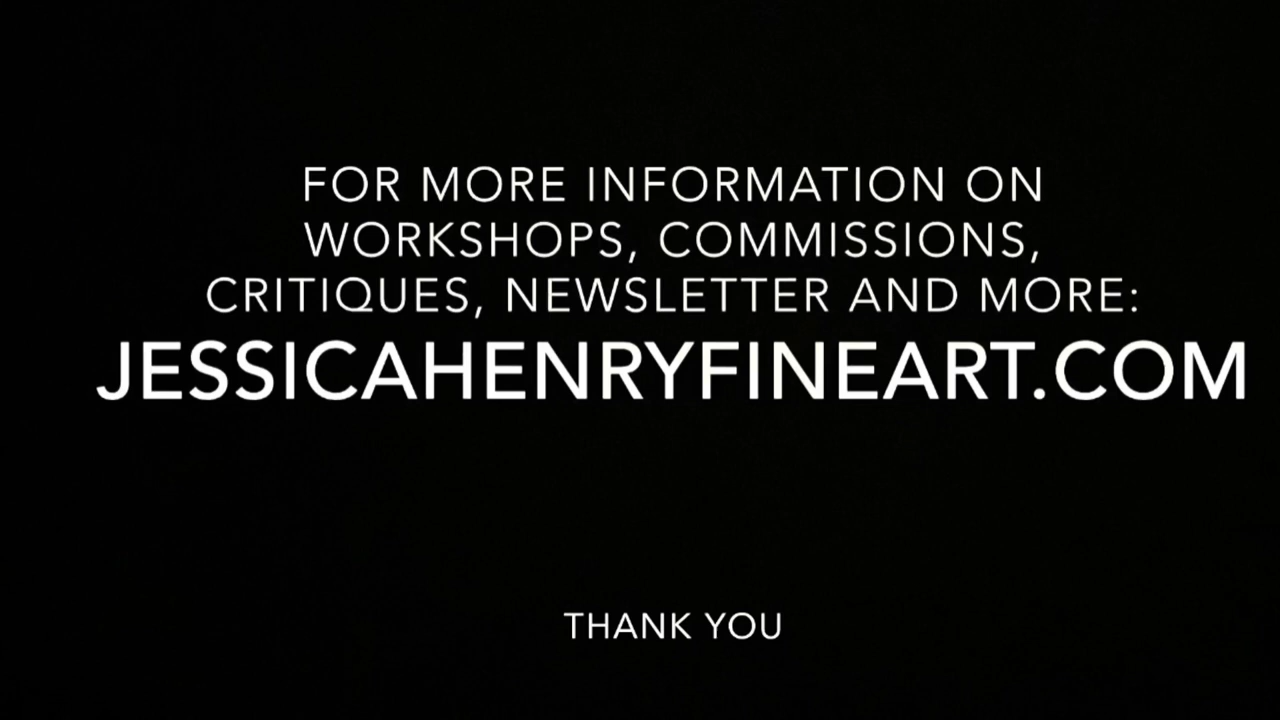 FOR MORE INFORMATION ON
WORKSHOPS, COMMISSIONS,
CRITIQUES, NEWSLETTER AND MORE:
JESSICAHENRYFINEART.COM
THANK YOU